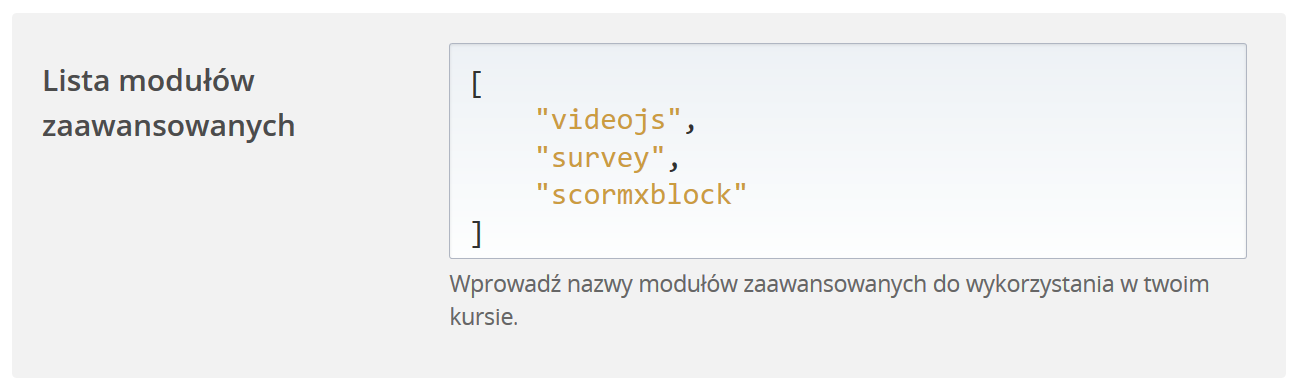 Lista modułów
zaawansowanych
[
"videojs",
"survey",
"scormxblock"
]
Wprowadź nazwy modułów zaawansowanych do wykorzystania w twoim
kursie.